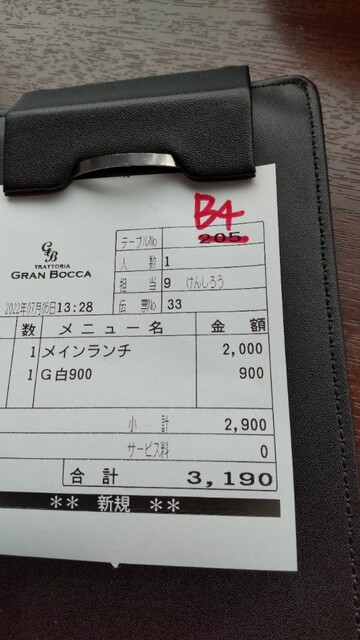 B4
テーブルNo 205
GB
TRATTORIA
GRAN BOCCA
人 数 1
担 当 9 けんしろう
2022年07月05日13:28
伝 票No 33
数 メニュー名 金 額
1 メインランチ 2,000
1 G白900 900
小 計 2,900
サービス料 0
合 計 3,190
** 新規 **